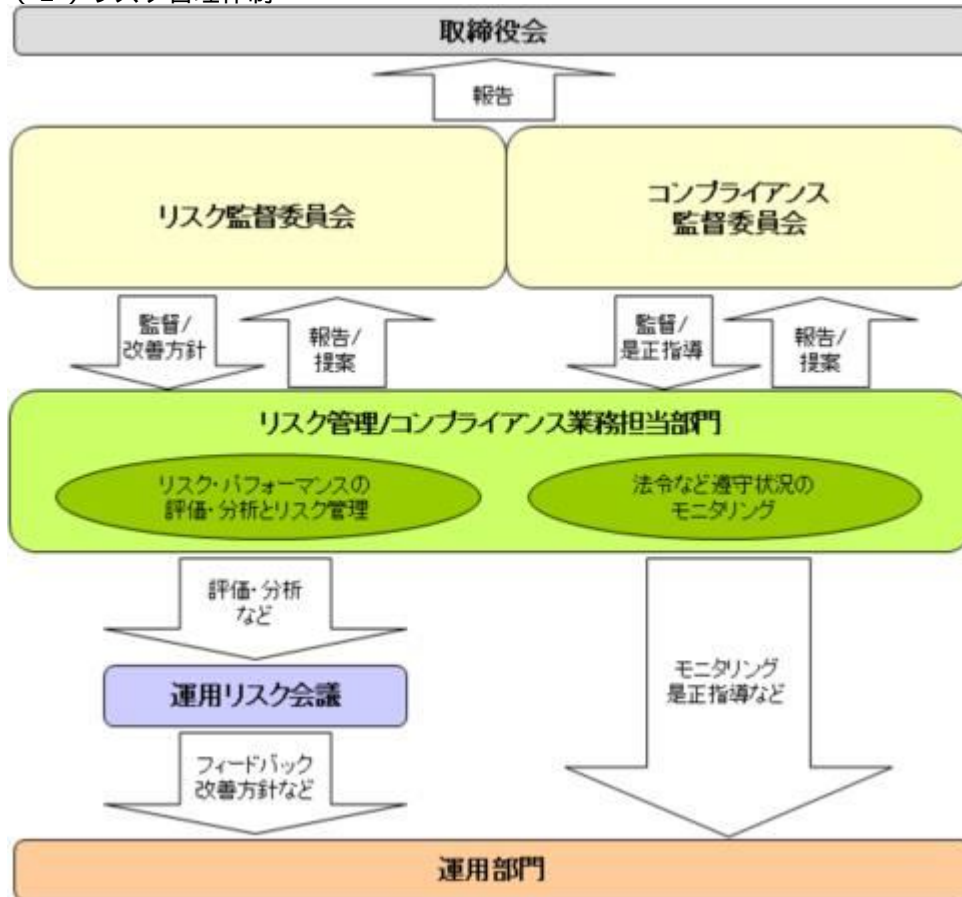 取締役会
報告
リスク監督委員会
コンプライアンス
監督委員会
監督/
改善方針
報告/
提案
監督/
是正指導
報告/
提案
リスク管理/コンプライアンス業務担当部門
リスク・パフォーマンスの
評価・分析とリスク管理
法令など遵守状況の
モニタリング
評価・分析
など
運用リスク会議
モニタリング
是正指導など
フィードバック
改善方針など
運用部門